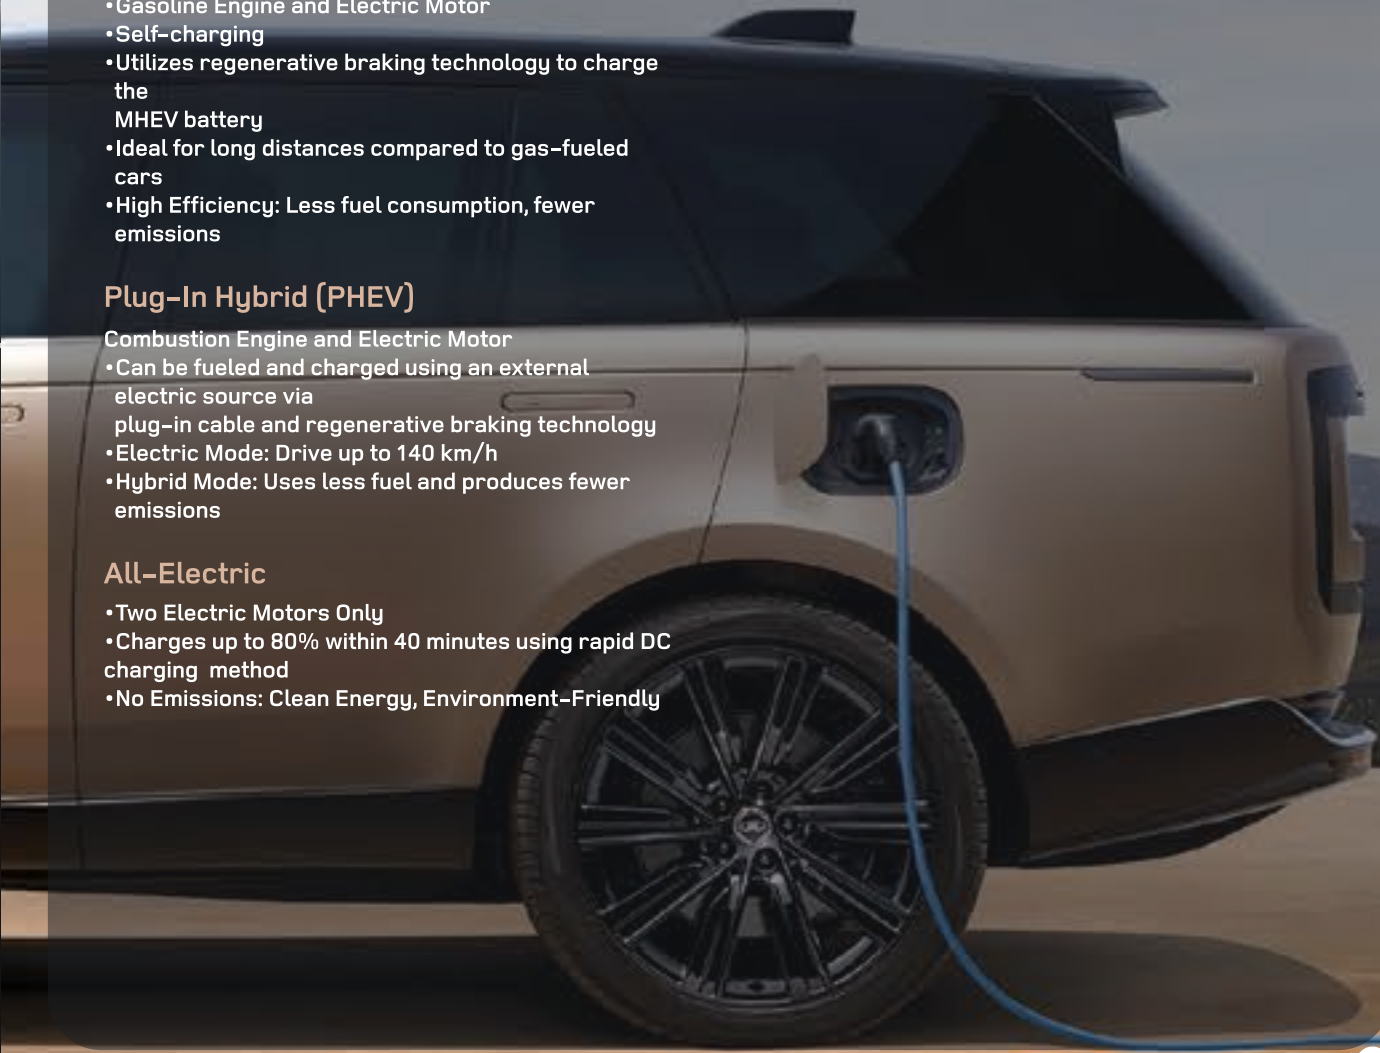 •Gasoline Engine and Electric Motor
•Self-charging
•Utilizes regenerative braking technology to charge
the
MHEV battery
•Ideal for long distances compared to gas-fueled
cars
•High Efficiency: Less fuel consumption, fewer
emissions
Plug-In Hybrid (PHEV)
Combustion Engine and Electric Motor
•Can be fueled and charged using an external
electric source via
plug-in cable and regenerative braking technology
•Electric Mode: Drive up to 140 km/h
•Hybrid Mode: Uses less fuel and produces fewer
emissions
All-Electric
•Two Electric Motors Only
•Charges up to 80% within 40 minutes using rapid DC
charging  method
•No Emissions: Clean Energy, Environment-Friendly